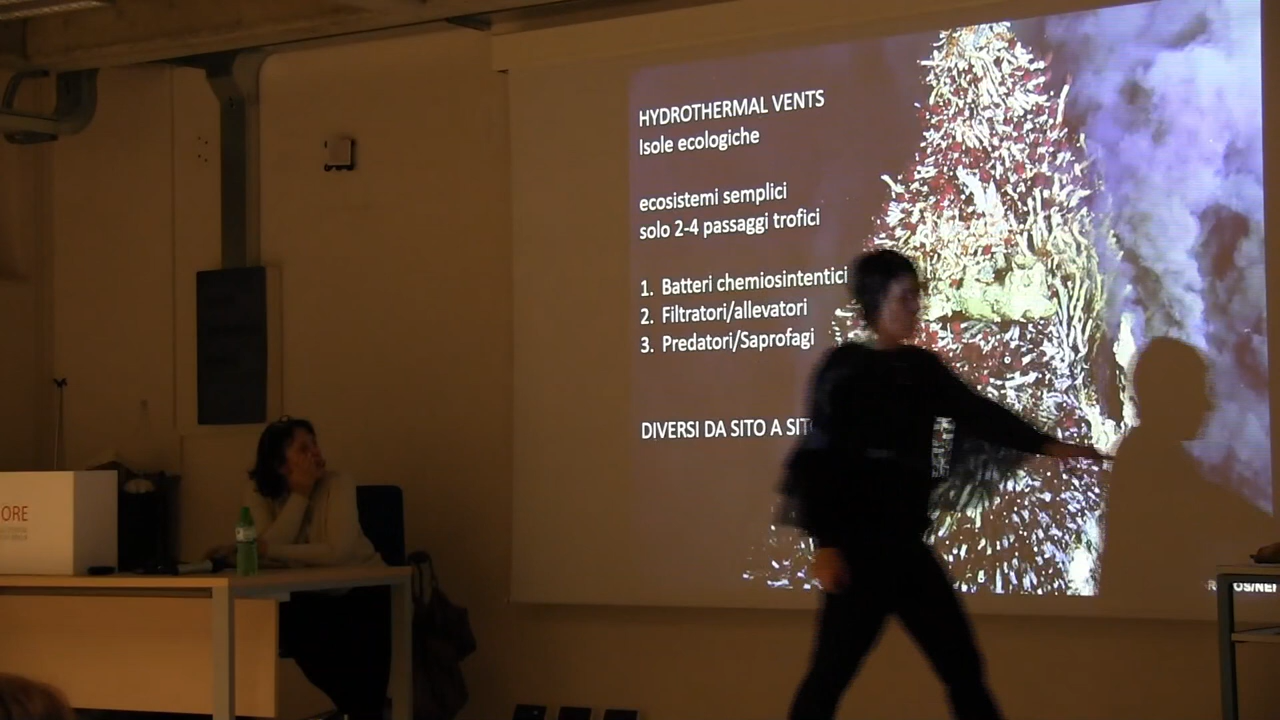 HYDROTHERMAL VENTS
Isole ecologiche
ecosistemi semplici
solo 2-4 passaggi trofici
1. Batteri chemiosintentici
2. Filtratori/allevatori
3. Predatori/Saprofagi
DIVERSI DA SITO A SIT
ORE